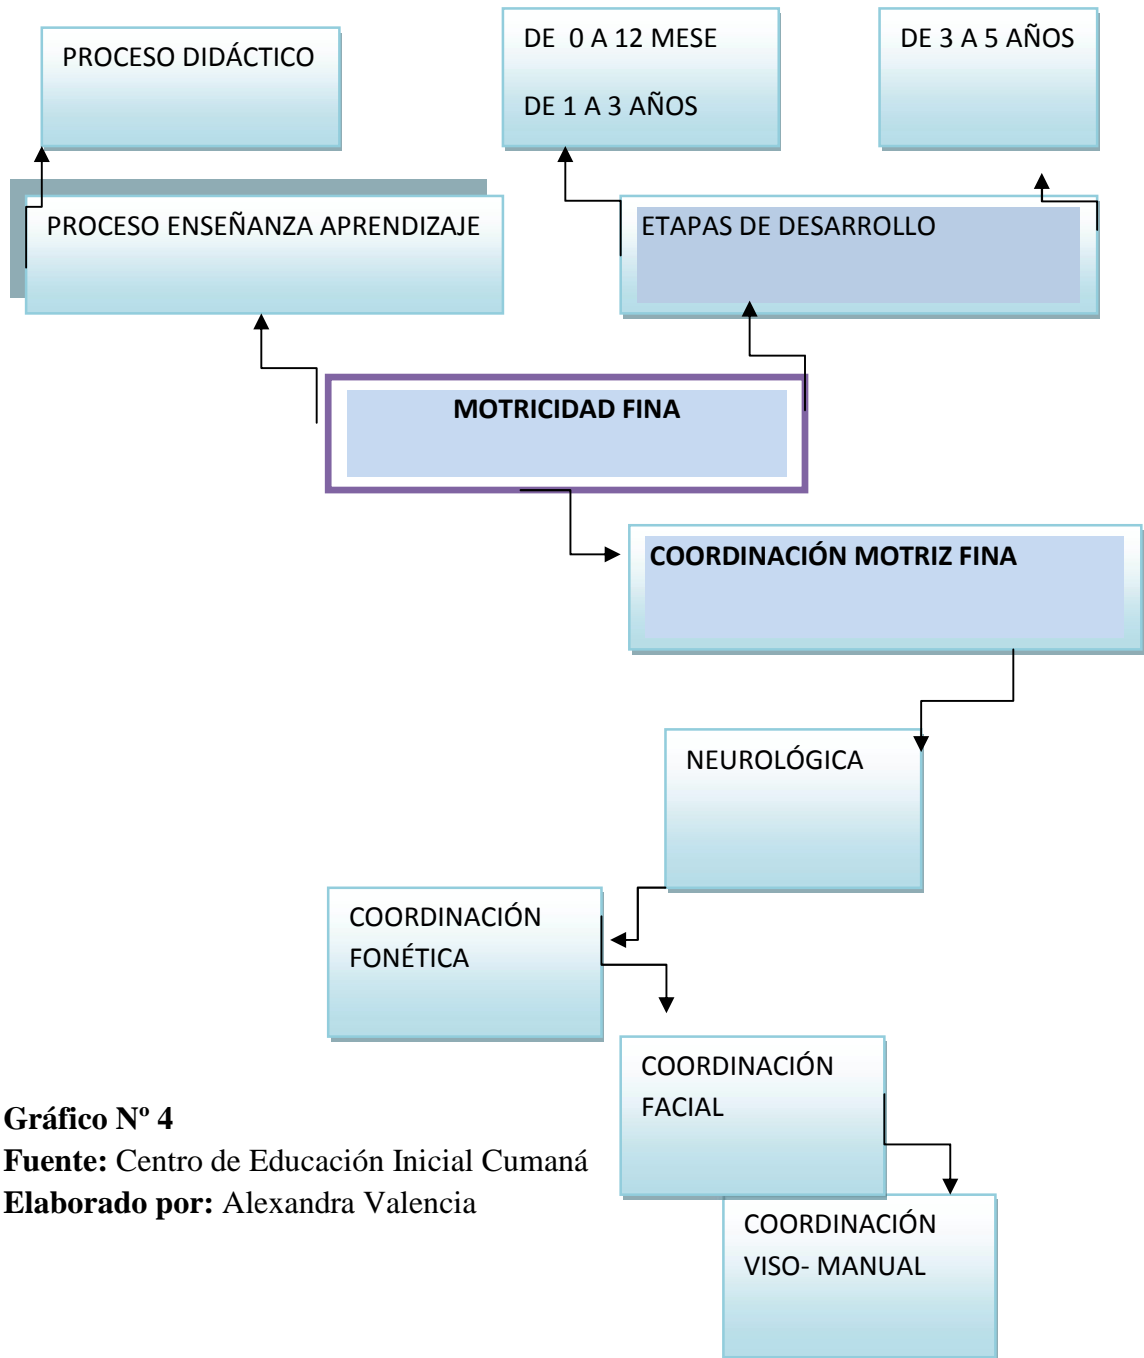 PROCESO DIDÁCTICO
DE 0 A 12 MESE
DE 1 A 3 AÑOS
DE 3 A 5 AÑOS
PROCESO ENSEÑANZA APRENDIZAJE
ETAPAS DE DESARROLLO
MOTRICIDAD FINA
COORDINACIÓN MOTRIZ FINA
NEUROLÓGICA
COORDINACIÓN
FONÉTICA
COORDINACIÓN
FACIAL
COORDINACIÓN
VISO- MANUAL
Gráfico Nº 4
Fuente: Centro de Educación Inicial Cumaná
Elaborado por: Alexandra Valencia